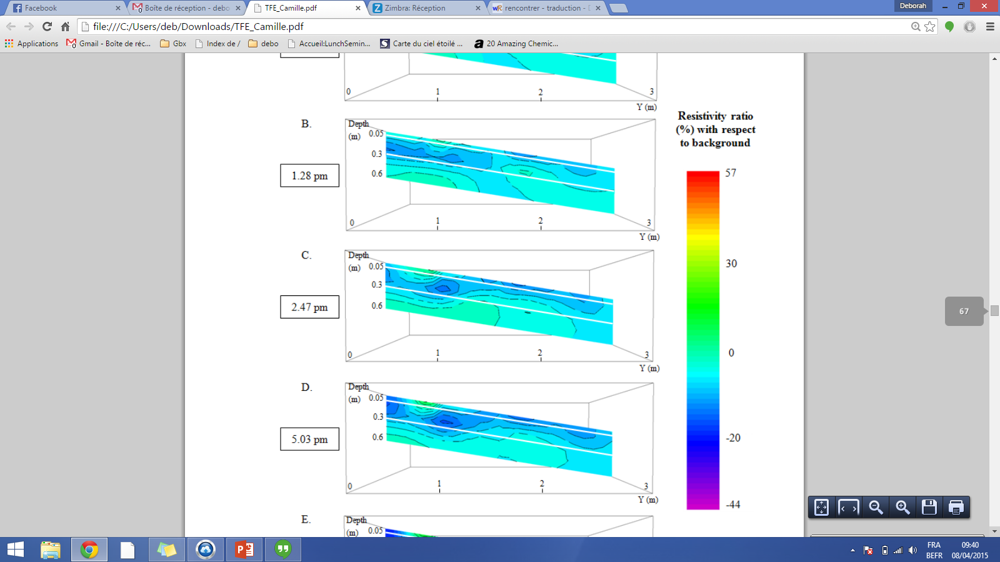 Facebook
Boîte de réception - debo
TFE_Camille.pdf
Zimbra: Réception
rencontrer - traduction - D
Deborah
file:///C:/Users/deb/Downloads/TFE_Camille.pdf
Applications
Gmail - Boîte de réc...
Gbx
Index de /
debo
Accueil:LunchSemin...
Carte du ciel étoilé ...
20 Amazing Chemic...
0 1 2 3
Y (m)
B.
1.28 pm
Depth
(m)
0.05
0.3
0.6
0 1 2 3
Y (m)
C.
2.47 pm
Depth
(m)
0.05
0.3
0.6
0 1 2 3
Y (m)
D.
5.03 pm
Depth
(m)
0.05
0.3
0.6
0 1 2 3
Y (m)
E.
Depth
(m)
0.05
Resistivity ratio
(%) with respect
to background
57
30
0
-20
-44
67
FRA
BEFR
09:40
08/04/2015